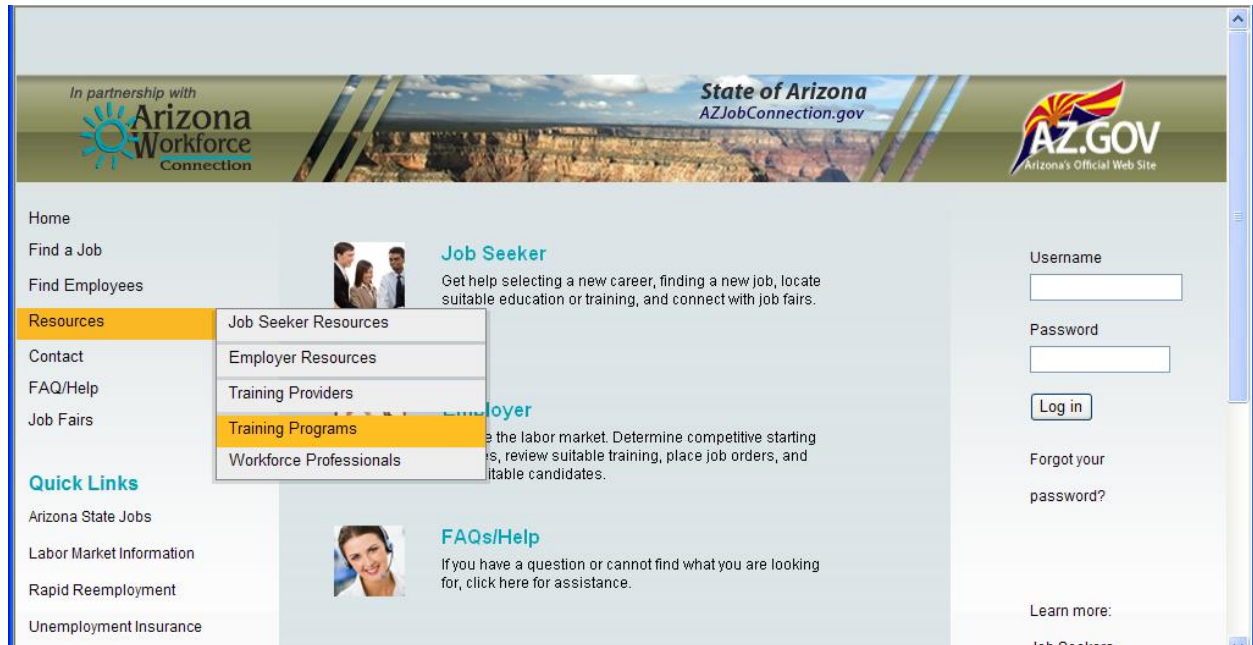 In partnership with
Arizona
Workforce
Connection
State of Arizona
AZJobConnection.gov
AZ.GOV
Arizona's Official Web Site
Home
Find a Job
Find Employees
Resources
Contact
FAQ/Help
Job Fairs
Job Seeker Resources
Employer Resources
Training Providers
Training Programs
Workforce Professionals
Quick Links
Arizona State Jobs
Labor Market Information
Rapid Reemployment
Unemployment Insurance
Job Seeker
Get help selecting a new career, finding a new job, locate
suitable education or training, and connect with job fairs.
the labor market. Determine competitive starting
review suitable training, place job orders, and
candidates.
FAQs/Help
If you have a question or cannot find what you are looking
for, click here for assistance.
Username
Password
Log in
Forgot your
password?
Learn more: